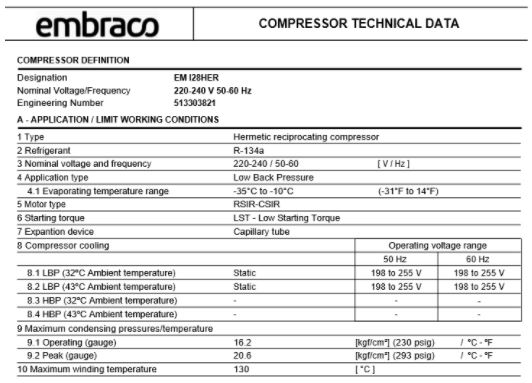 embraco
COMPRESSOR TECHNICAL DATA
COMPRESSOR DEFINITION
Designation EM I28HER
Nominal Voltage/Frequency 220-240 V 50-60 Hz
Engineering Number 513303821
A - APPLICATION / LIMIT WORKING CONDITIONS
1 Type Hermetic reciprocating compressor
2 Refrigerant R-134a
3 Nominal voltage and frequency 220-240 / 50-60 [ V / Hz ]
4 Application type Low Back Pressure
4.1 Evaporating temperature range -35°C to -10°C (-31°F to 14°F)
5 Motor type RSIR-CSIR
6 Starting torque LST - Low Starting Torque
7 Expantion device Capillary tube
8 Compressor cooling Operating voltage range
50 Hz 60 Hz
8.1 LBP (32°C Ambient temperature) Static 198 to 255 V 198 to 255 V
8.2 LBP (43°C Ambient temperature) Static 198 to 255 V 198 to 255 V
8.3 HBP (32°C Ambient temperature) - - -
8.4 HBP (43°C Ambient temperature) - - -
9 Maximum condensing pressures/temperature
9.1 Operating (gauge) 16.2 [kgf/cm²] (230 psig) / °C - °F
9.2 Peak (gauge) 20.6 [kgf/cm²] (293 psig) / °C - °F
10 Maximum winding temperature 130 [ °C ]